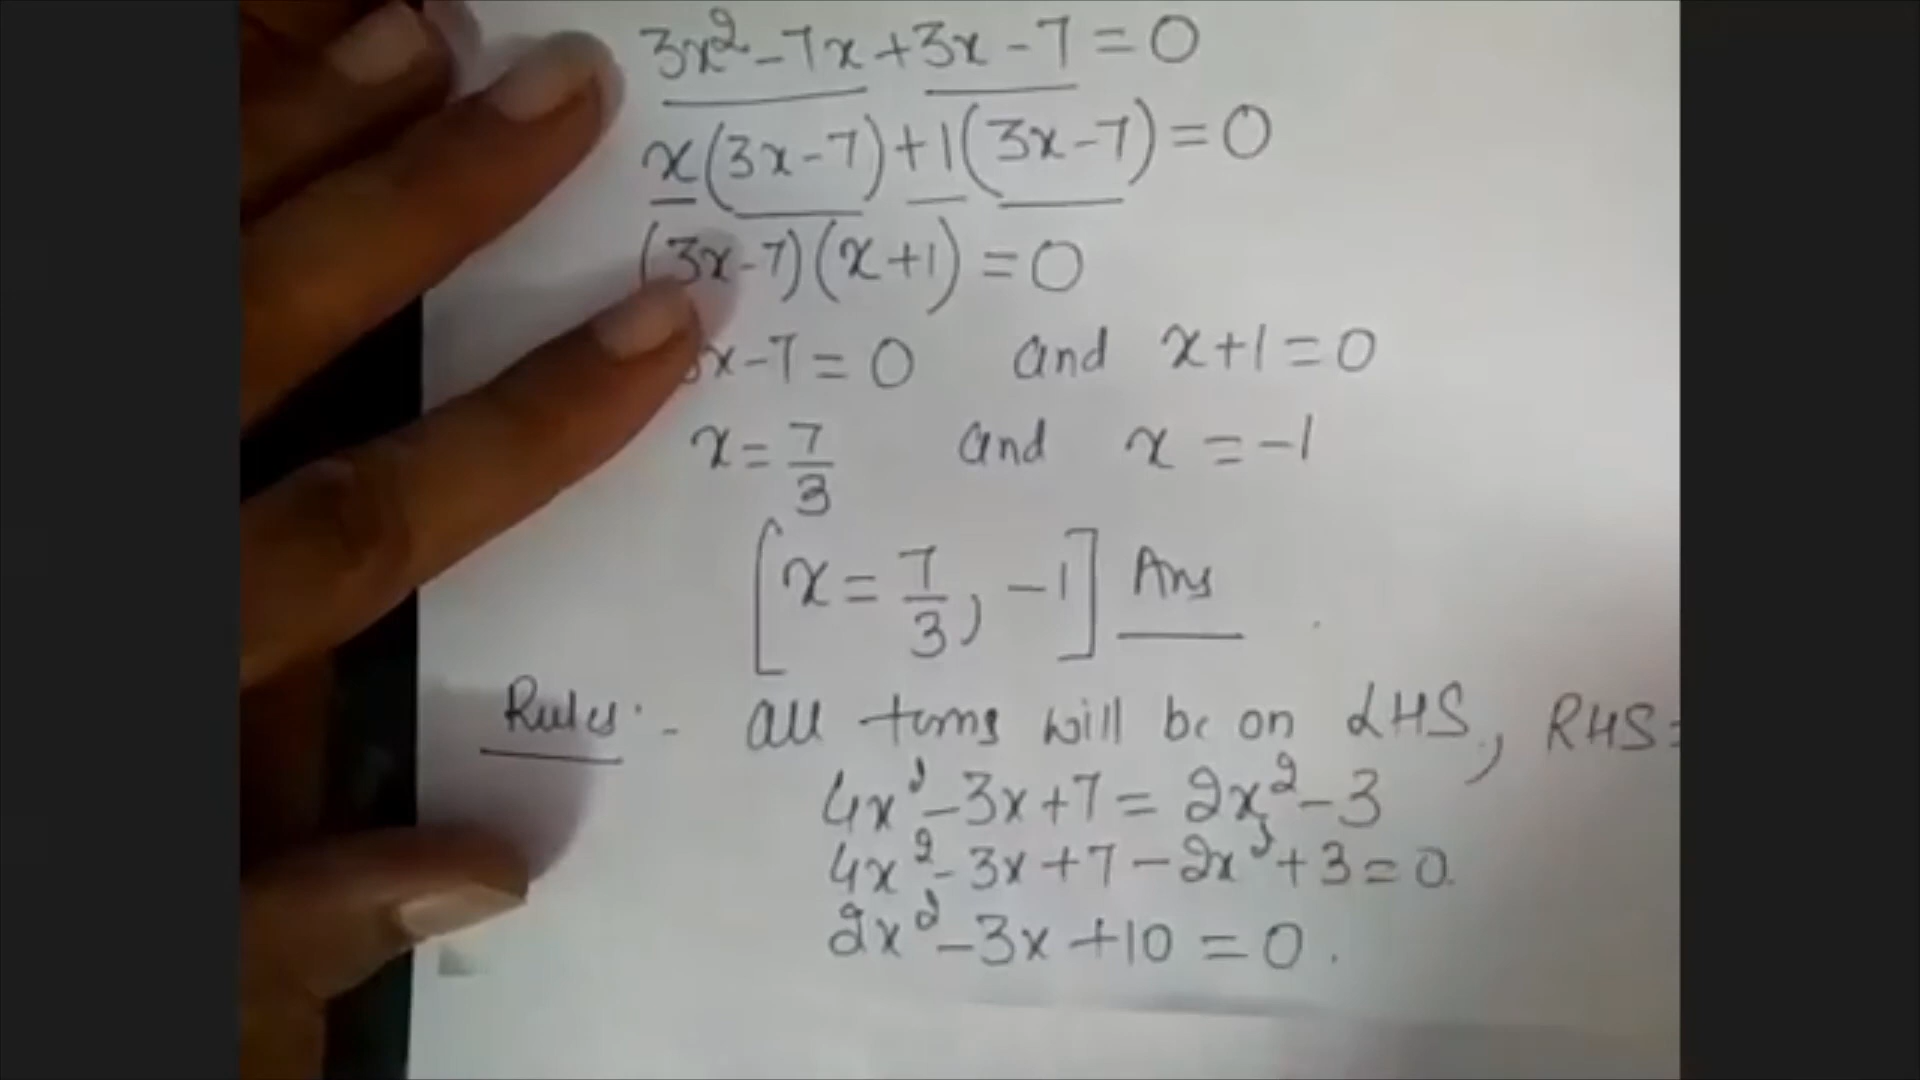 3x²-7x+3x-7=0
x(3x-7)+1(3x-7)=0
(3x-7)(x+1)=0
x-7=0 and x+1=0
x=7/3 and x=-1
[x=7/3, -1] Ans
Rules:- all terms will be on LHS, RHS=
4x²-3x+7=2x²-3
4x²-3x+7-2x²+3=0.
2x²-3x+10=0.